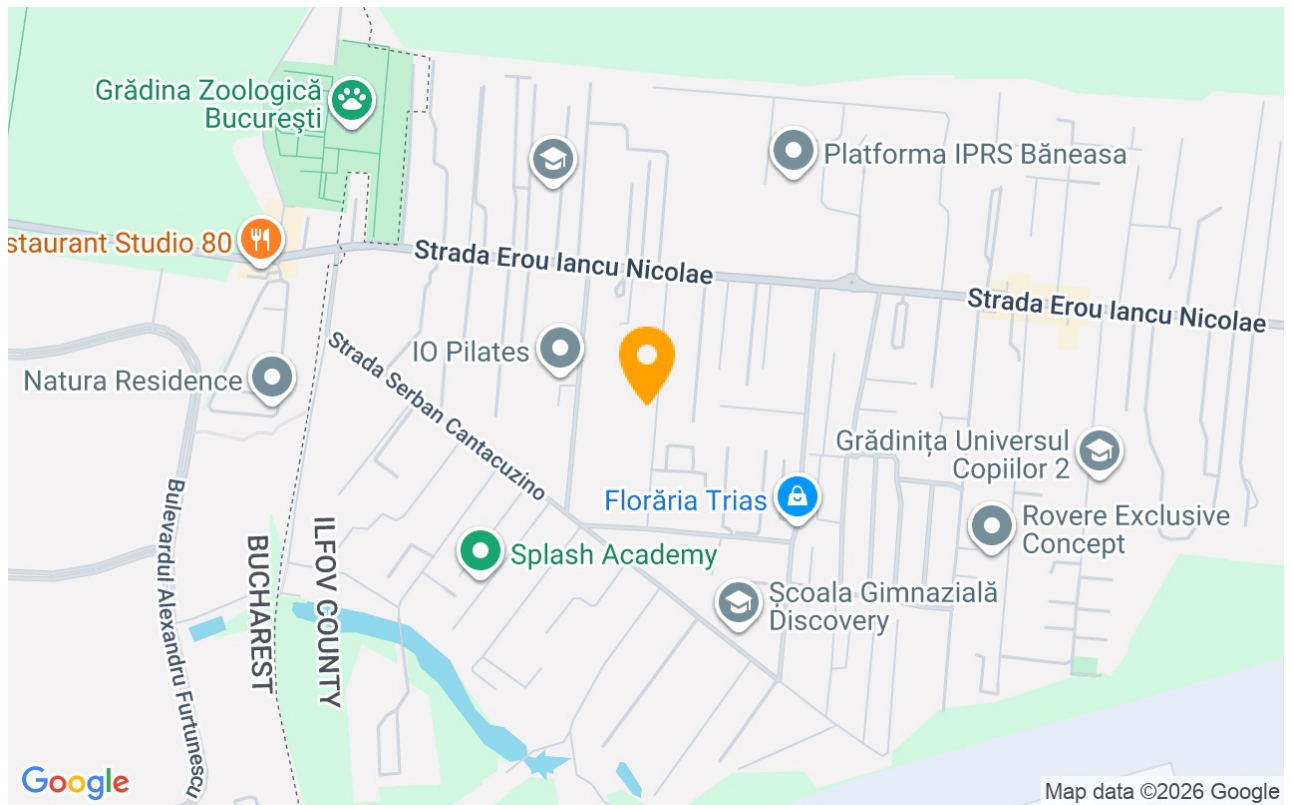 Grădina Zoologică
Bucureşti
Platforma IPRS Băneasa
staurant Studio 80
Strada Erou Iancu Nicolae
Strada Erou Iancu Nicolae
IO Pilates
Strada Serban Cantacuzino
Natura Residence
Grădinița Universul
Copiilor 2
Florăria Trias
Rovere Exclusive
Concept
Splash Academy
Școala Gimnazială
Discovery
Bulevardul Alexandru Furtunescu
BUCHAREST
ILFOV COUNTY
Google
Map data ©2026 Google